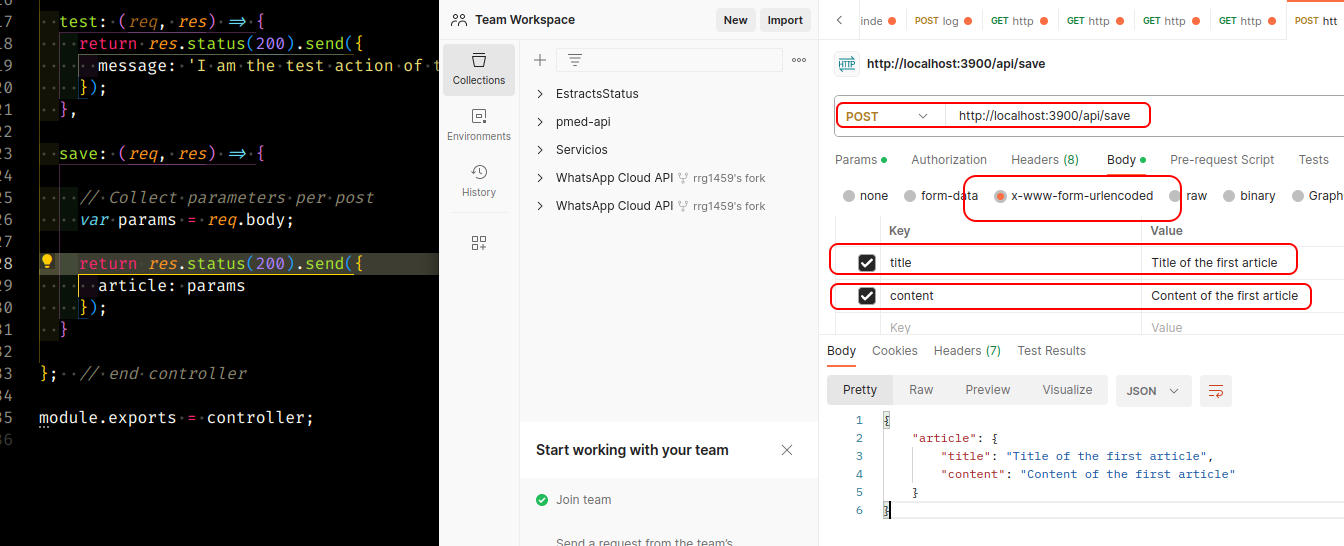 17 test: (req, res) => {
18 return res.status(200).send({
19 message: 'I am the test action of t
20 });
21 },
22
23 save: (req, res) => {
24
25 // Collect parameters per post
26 var params = req.body;
27
28 return res.status(200).send({
29 article: params
30 });
31 }
32
33 }; // end controller
34
35 module.exports = controller;
36
Team Workspace
New
Import
Collections
Environments
History
EstractsStatus
pmed-api
Servicios
WhatsApp Cloud API rrg1459's fork
WhatsApp Cloud API rrg1459's fork
Start working with your team
Join team
Send a request from the team's
inde
POST log
GET http
GET http
GET http
GET http
POST htt
HTTP http://localhost:3900/api/save
POST http://localhost:3900/api/save
Params Authorization Headers (8) Body Pre-request Script Tests
none form-data x-www-form-urlencoded raw binary Graph
Key Value
title Title of the first article
content Content of the first article
Key Value
Body Cookies Headers (7) Test Results
Pretty Raw Preview Visualize JSON
1 {
2 "article": {
3 "title": "Title of the first article",
4 "content": "Content of the first article"
5 }
6 }